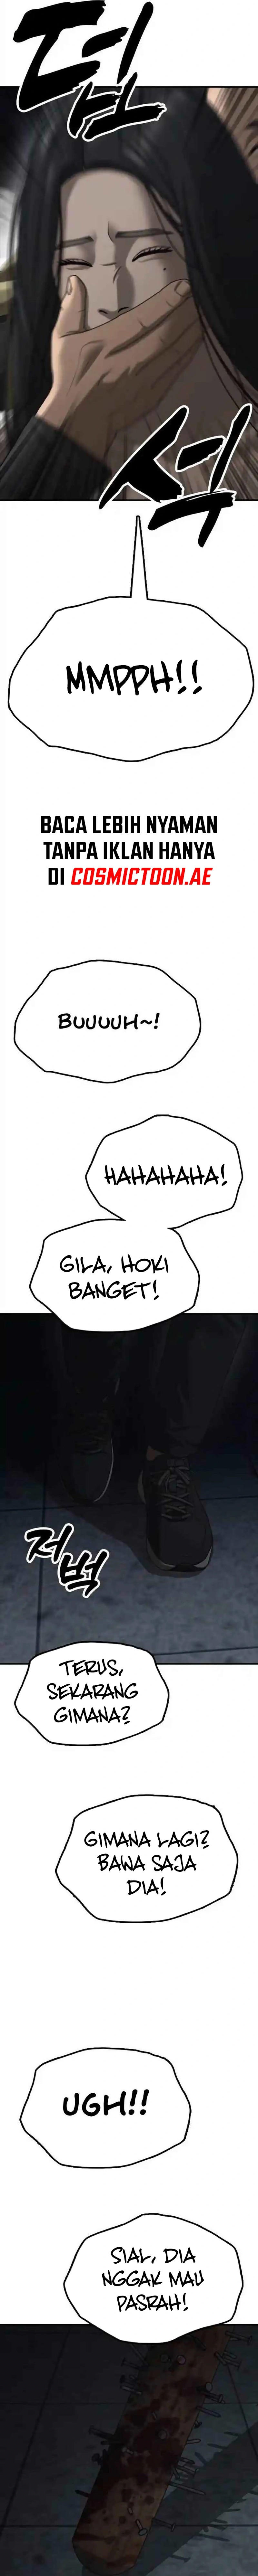 덥
석
MMPPH!!
BACA LEBIH NYAMAN
TANPA IKLAN HANYA
DI COSMICTOON.AE
BUUUUH~!
HAHAHAHA!
GILA, HOKI
BANGET!
저벅
TERUS,
SEKARANG
GIMANA?
GIMANA LAGI?
BAWA SAJA
DIA!
UGH!!
SIAL, DIA
NGGAK MAU
PASRAH!